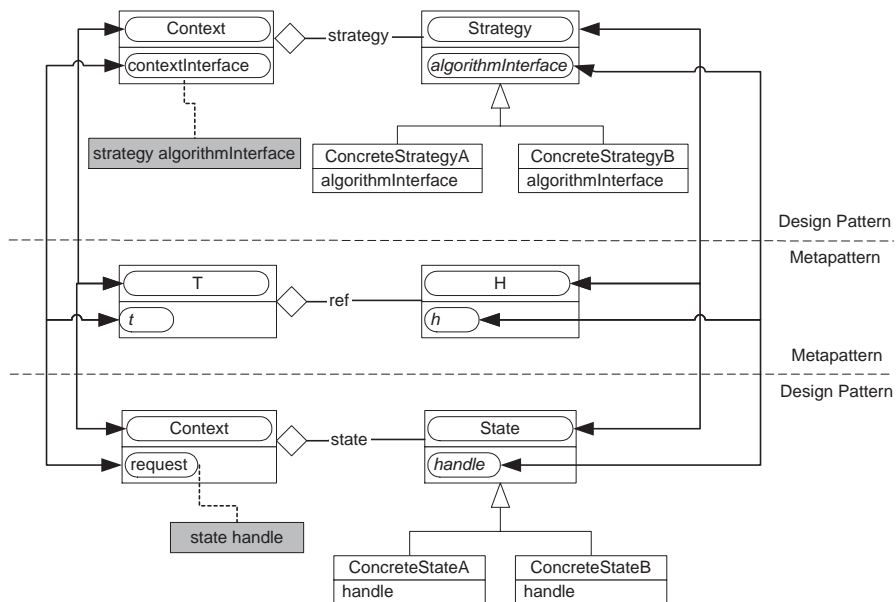 Context
strategy
Strategy
contextInterface
algorithmInterface
strategy algorithmInterface
ConcreteStrategyA
ConcreteStrategyB
algorithmInterface
algorithmInterface
Design Pattern
Metapattern
T
ref
H
t
h
Metapattern
Design Pattern
Context
state
State
request
handle
state handle
ConcreteStateA
ConcreteStateB
handle
handle